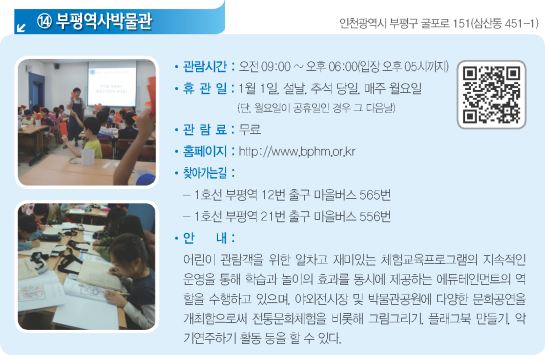 ⑭ 부평역사박물관
인천광역시 부평구 굴포로 151(삼산동 451-1)
• 관람시간 : 오전 09:00 ~ 오후 06:00(입장 오후 05시까지)
• 휴 관 일 : 1월 1일, 설날, 추석 당일, 매주 월요일
(단, 월요일이 공휴일인 경우 그 다음날)
• 관 람 료 : 무료
• 홈페이지 : http://www.bphm.or.kr
• 찾아가는길 :
- 1호선 부평역 12번 출구 마을버스 565번
- 1호선 부평역 21번 출구 마을버스 556번
• 안 내 :
어린이 관람객을 위한 알차고 재미있는 체험교육프로그램의 지속적인
운영을 통해 학습과 놀이의 효과를 동시에 제공하는 에듀테인먼트의 역
할을 수행하고 있으며, 야외전시장 및 박물관공원에 다양한 문화공연을
개최함으로써 전통문화체험을 비롯해 그림그리기, 플래그북 만들기, 악
기연주하기 활동 등을 할 수 있다.